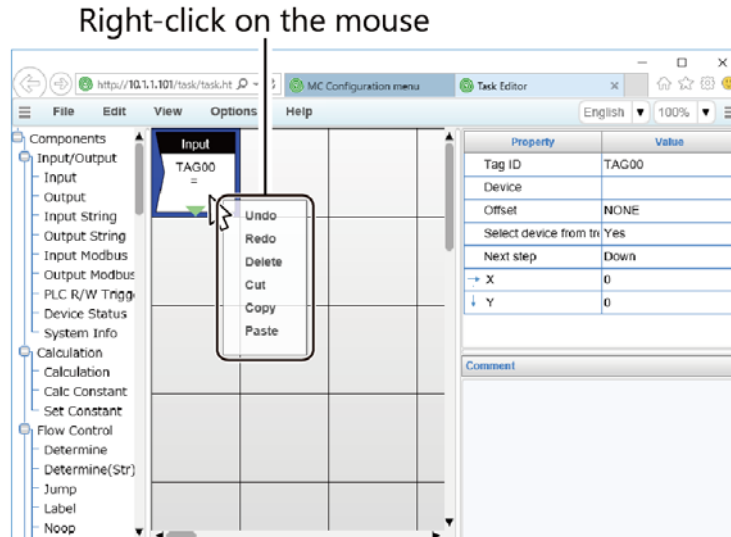 Right-click on the mouse
http://10.1.1.101/task/task.ht
MC Configuration menu
Task Editor
File Edit View Options Help
English
100%
Components
Input/Output
Input
Output
Input String
Output String
Input Modbus
Output Modbus
PLC R/W Trigg
Device Status
System Info
Calculation
Calculation
Calc Constant
Set Constant
Flow Control
Determine
Determine(Str)
Jump
Label
Noop
Input
TAG00
=
Undo
Redo
Delete
Cut
Copy
Paste
Property Value
Tag ID TAG00
Device
Offset NONE
Select device from tre Yes
Next step Down
X 0
Y 0
Comment